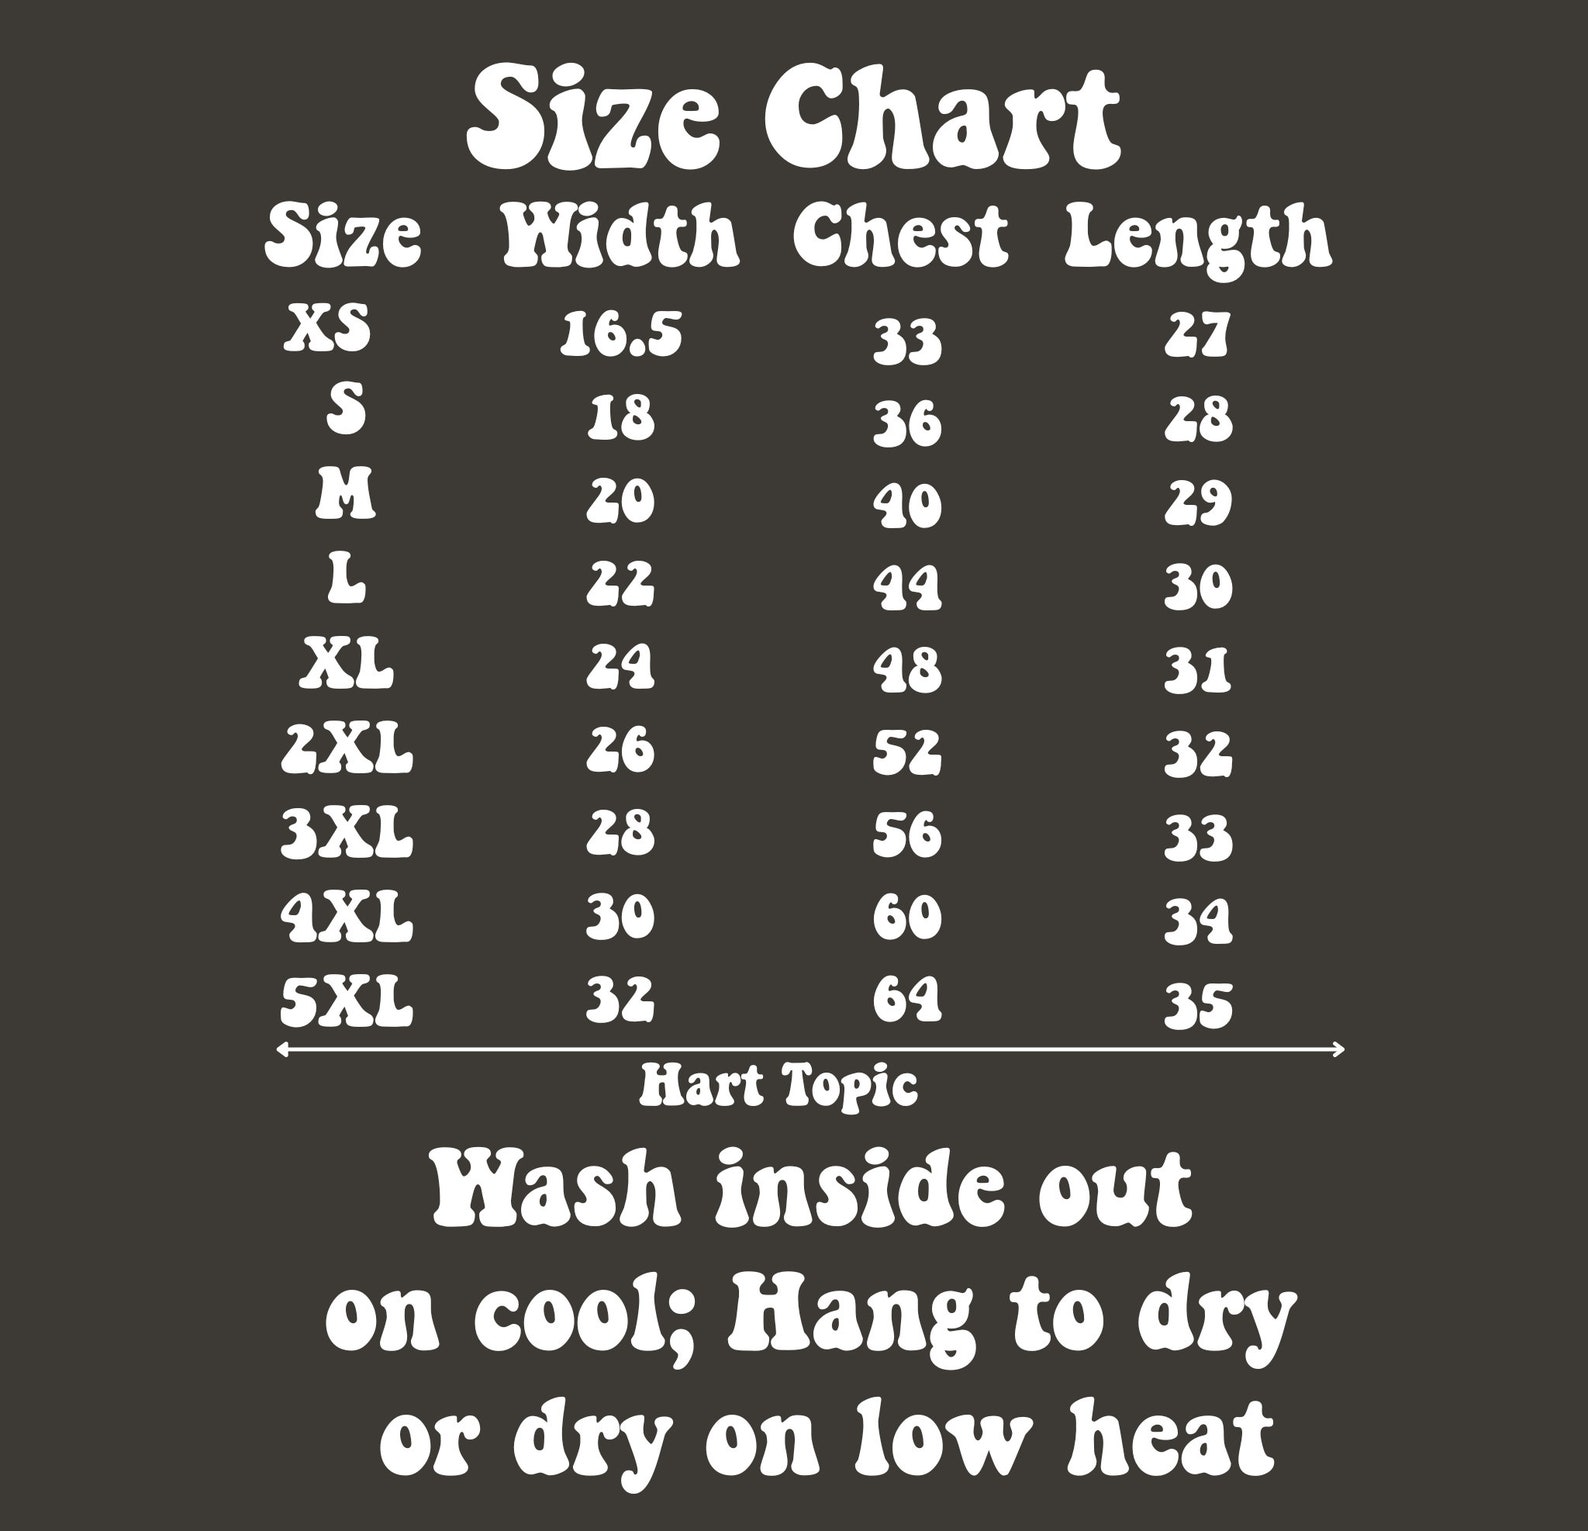 Size Chart
Size Width Chest Length
XS 16.5 33 27
S 18 36 28
M 20 40 29
L 22 44 30
XL 24 48 31
2XL 26 52 32
3XL 28 56 33
4XL 30 60 34
5XL 32 64 35
Hart Topic
Wash inside out
on cool; Hang to dry
or dry on low heat